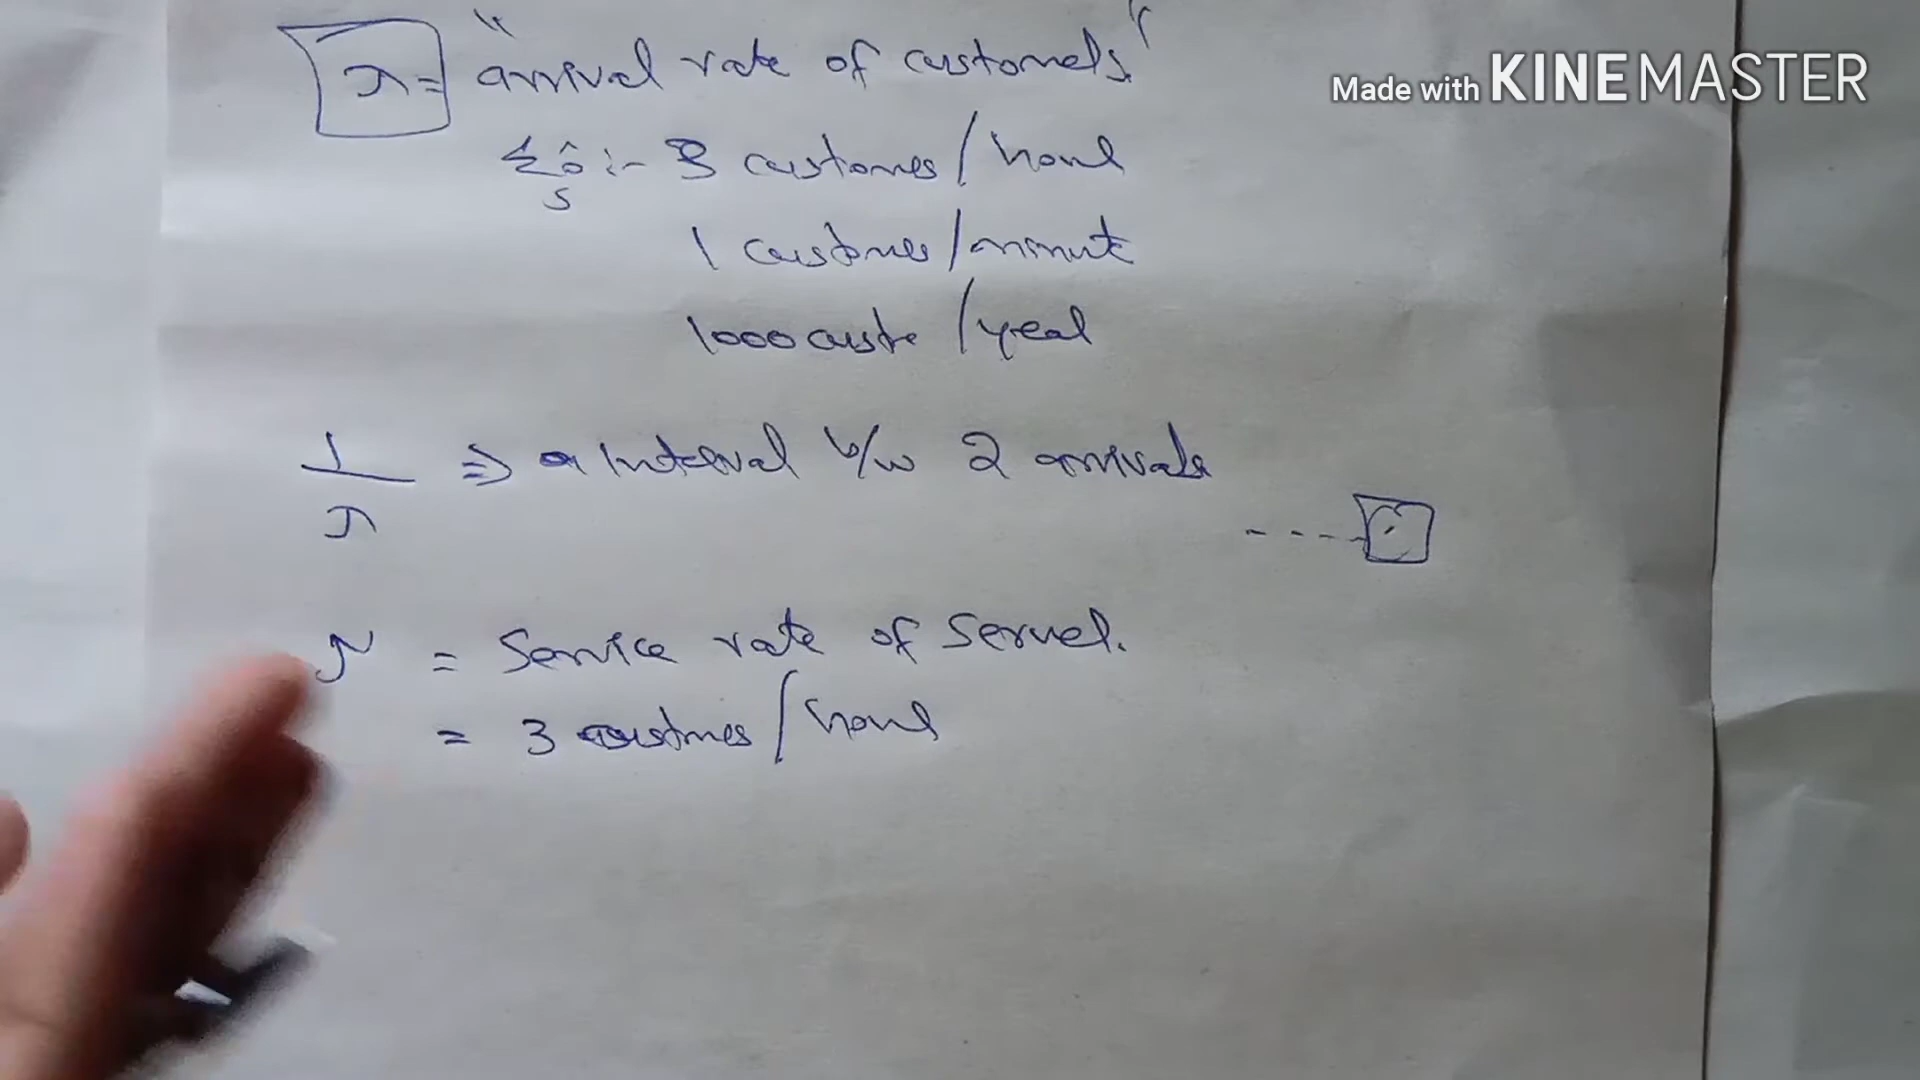 λ = "arrival rate of customers"
Made with KINEMASTER
3 customers/hour
1 customer/minute
1000 custo/year
1/λ ⇒ a interval b/w 2 arrivals
μ = Service rate of server.
= 3 customers/hour